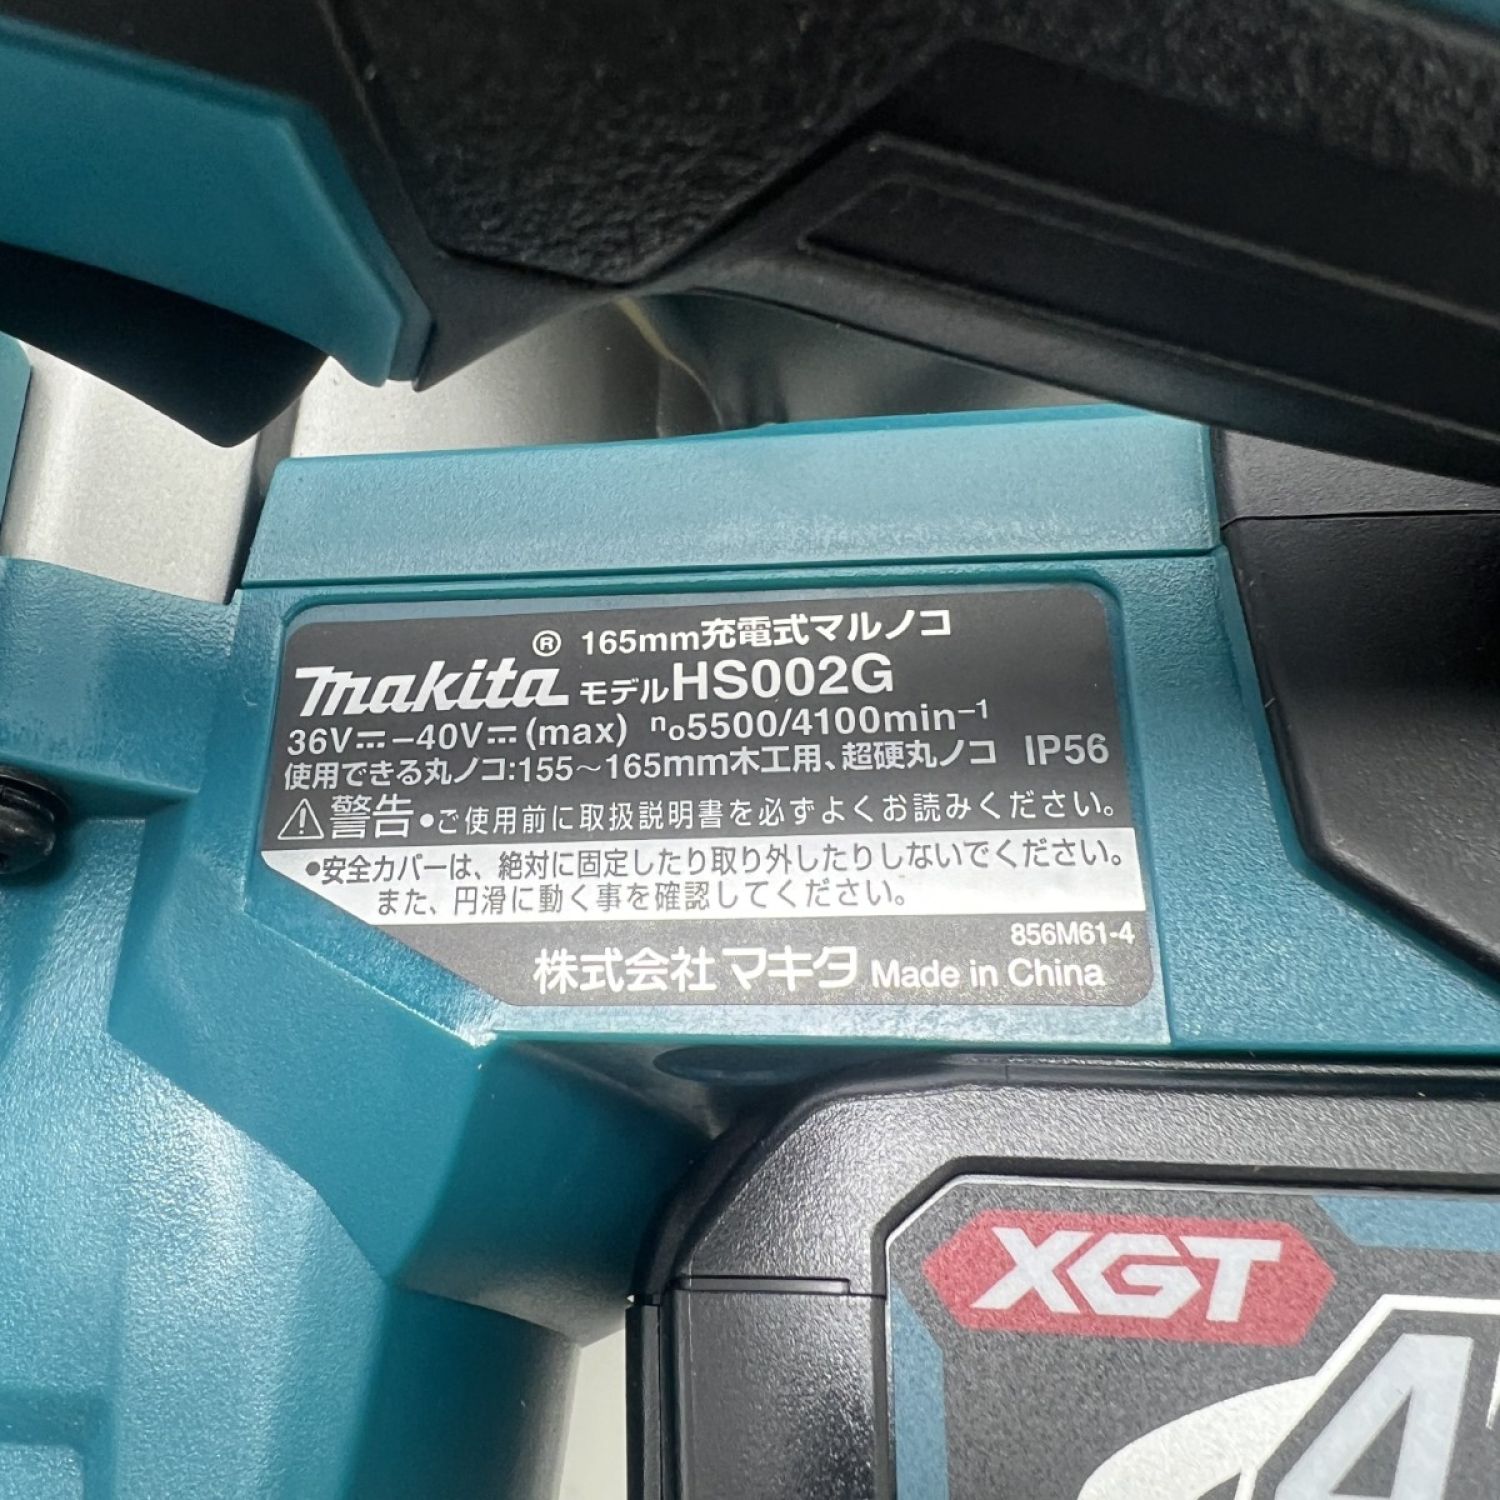 ® 165mm充電式マルノコ
makita モデルHS002G
36V⎓-40V⎓(max) n₀5500/4100min⁻¹
使用できる丸ノコ:155～165mm木工用、超硬丸ノコ IP56
⚠警告 •ご使用前に取扱説明書を必ずよくお読みください。
•安全カバーは、絶対に固定したり取り外したりしないでください。
また、円滑に動く事を確認してください。
856M61-4
株式会社マキタ Made in China
XGT
4